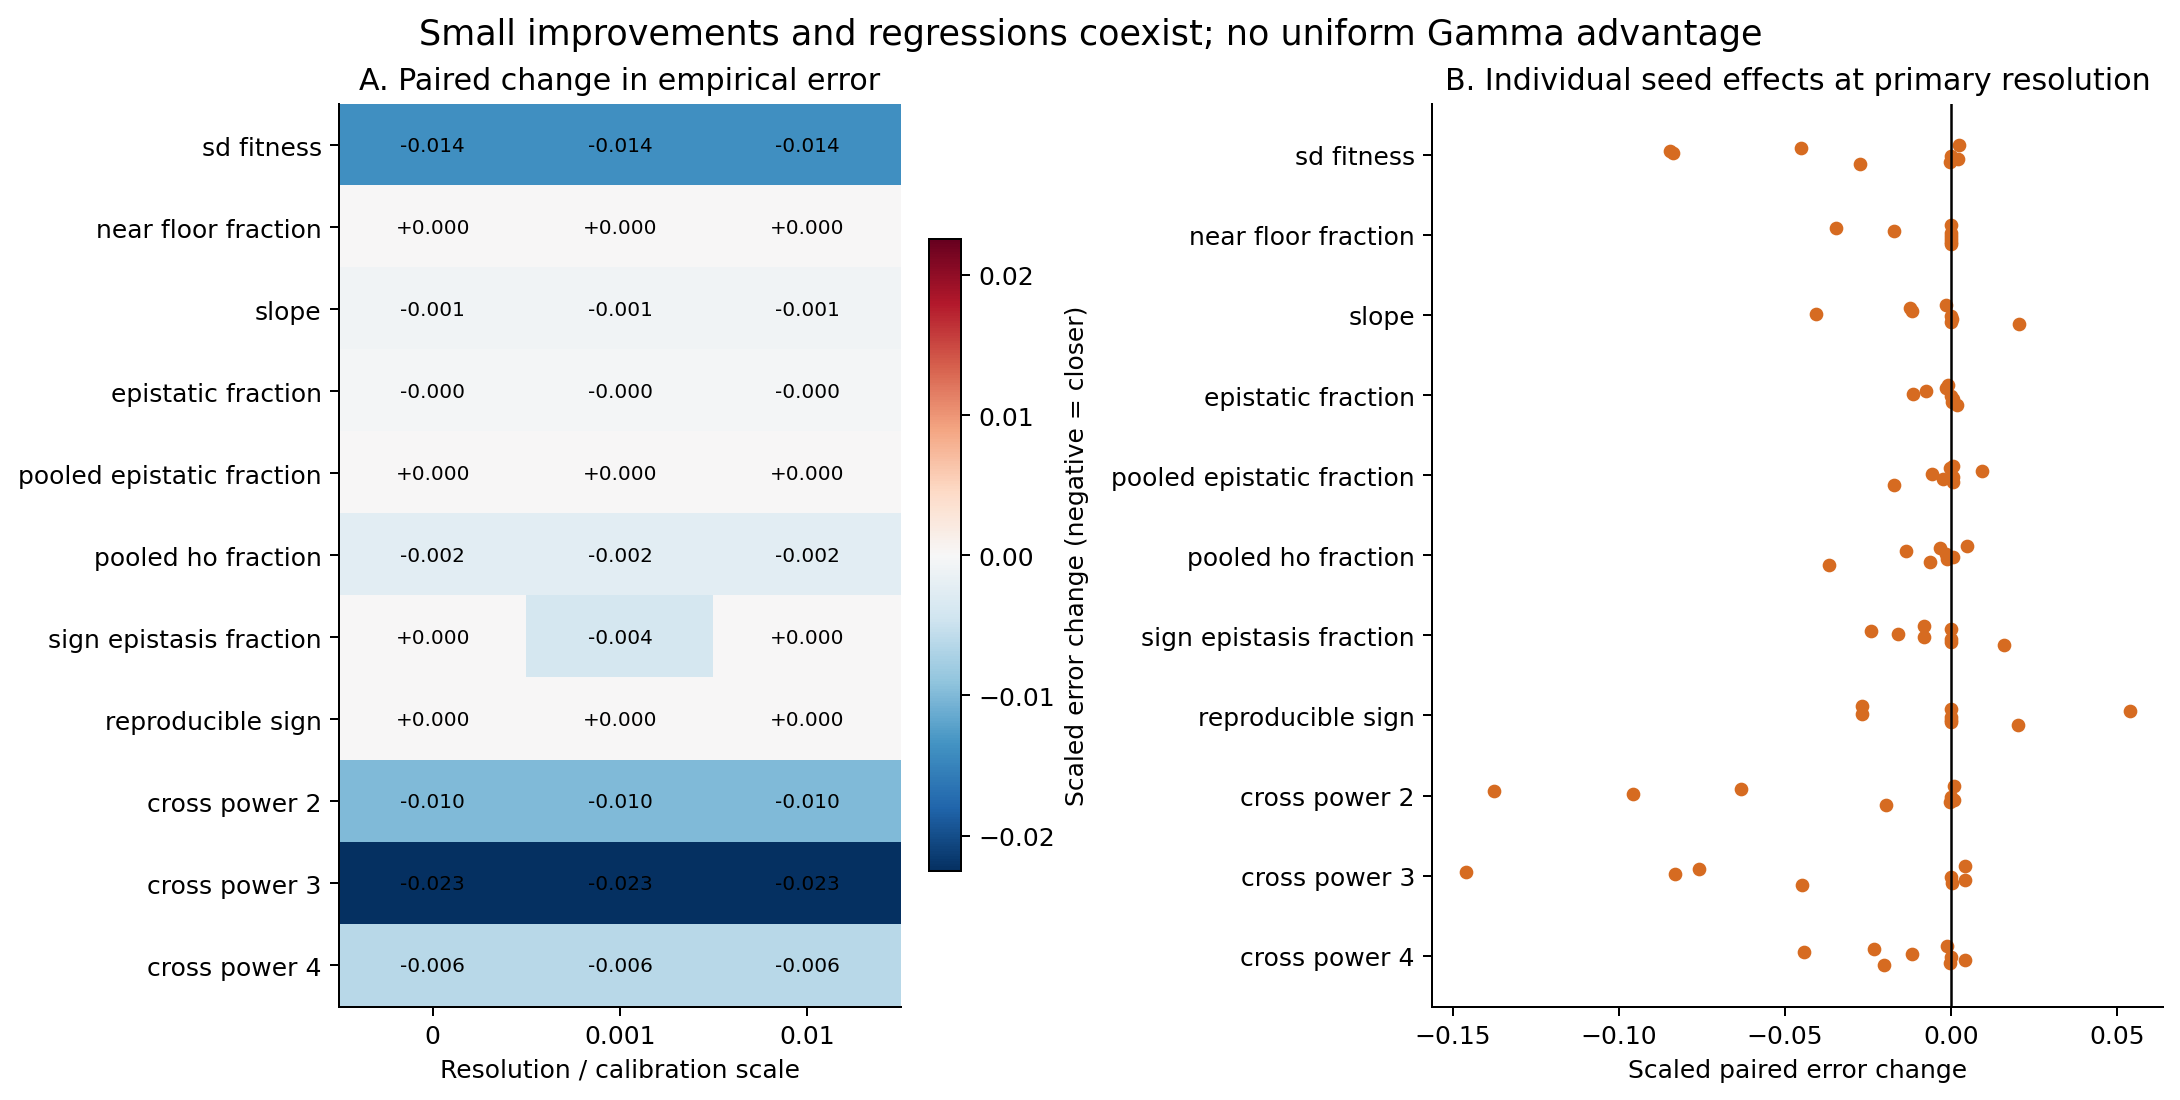 Small improvements and regressions coexist; no uniform Gamma advantage
A. Paired change in empirical error
sd fitness -0.014 -0.014 -0.014
near floor fraction +0.000 +0.000 +0.000
slope -0.001 -0.001 -0.001
epistatic fraction -0.000 -0.000 -0.000
pooled epistatic fraction +0.000 +0.000 +0.000
pooled ho fraction -0.002 -0.002 -0.002
sign epistasis fraction +0.000 -0.004 +0.000
reproducible sign +0.000 +0.000 +0.000
cross power 2 -0.010 -0.010 -0.010
cross power 3 -0.023 -0.023 -0.023
cross power 4 -0.006 -0.006 -0.006
0 0.001 0.01
Resolution / calibration scale
0.02
0.01
0.00
−0.01
−0.02
Scaled error change (negative = closer)
B. Individual seed effects at primary resolution
sd fitness
near floor fraction
slope
epistatic fraction
pooled epistatic fraction
pooled ho fraction
sign epistasis fraction
reproducible sign
cross power 2
cross power 3
cross power 4
−0.15 −0.10 −0.05 0.00 0.05
Scaled paired error change